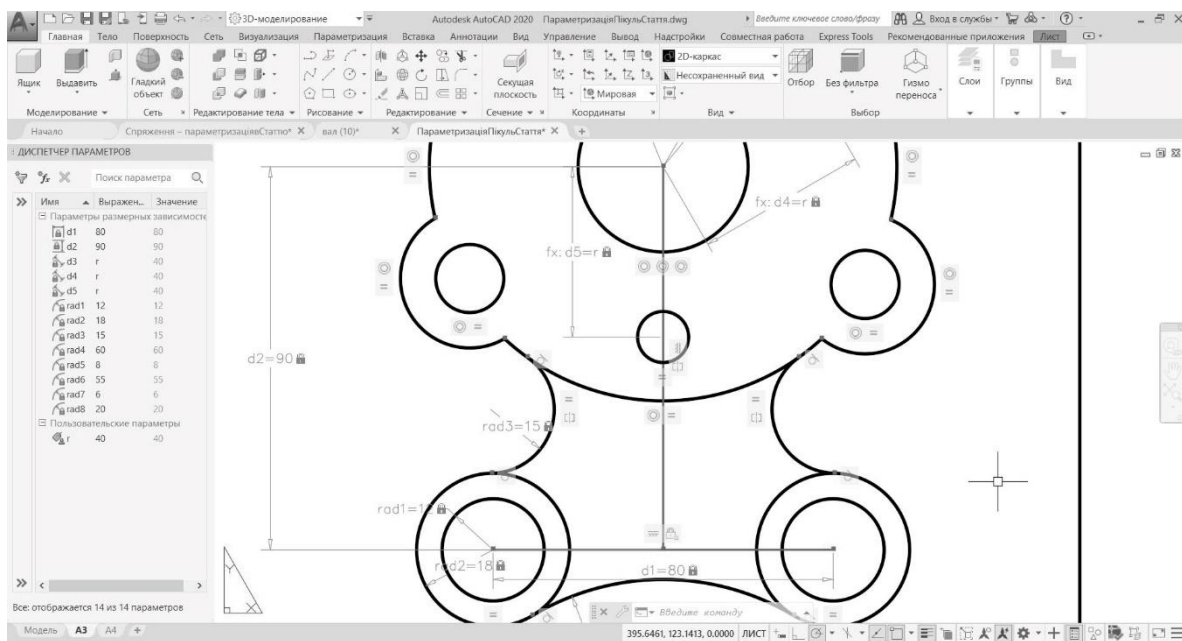 3D-моделирование
Autodesk AutoCAD 2020 ПараметризаціяПікульСтаття.dwg
Введите ключевое слово/фразу
Вход в службы
Главная Тело Поверхность Сеть Визуализация Параметризация Вставка Аннотации Вид Управление Вывод Надстройки Совместная работа Express Tools Рекомендованные приложения Лист
Ящик
Выдавить
Гладкий объект
Секущая плоскость
2D-каркас
Несохраненный вид
Мировая
Отбор
Без фильтра
Гизмо переноса
Слои
Группы
Вид
Моделирование Сеть Редактирование тела Рисование Редактирование Сечение Координаты Вид Выбор
Начало
Спряження – параметризаціявСтаттю*
вал (10)*
ПараметризаціяПікульСтаття*
ДИСПЕТЧЕР ПАРАМЕТРОВ
Поиск параметра
Имя Выражен... Значение
Параметры размерных зависимосте
d1 80 80
d2 90 90
d3 r 40
d4 r 40
d5 r 40
rad1 12 12
rad2 18 18
rad3 15 15
rad4 60 60
rad5 8 8
rad6 55 55
rad7 6 6
rad8 20 20
Пользовательские параметры
r 40 40
Все: отображается 14 из 14 параметров
fx: d4=r
fx: d5=r
d2=90
rad3=15
rad1=12
rad2=18
d1=80
Y
X
Введите команду
Модель A3 A4 +
395.6461, 123.1413, 0.0000 ЛИСТ